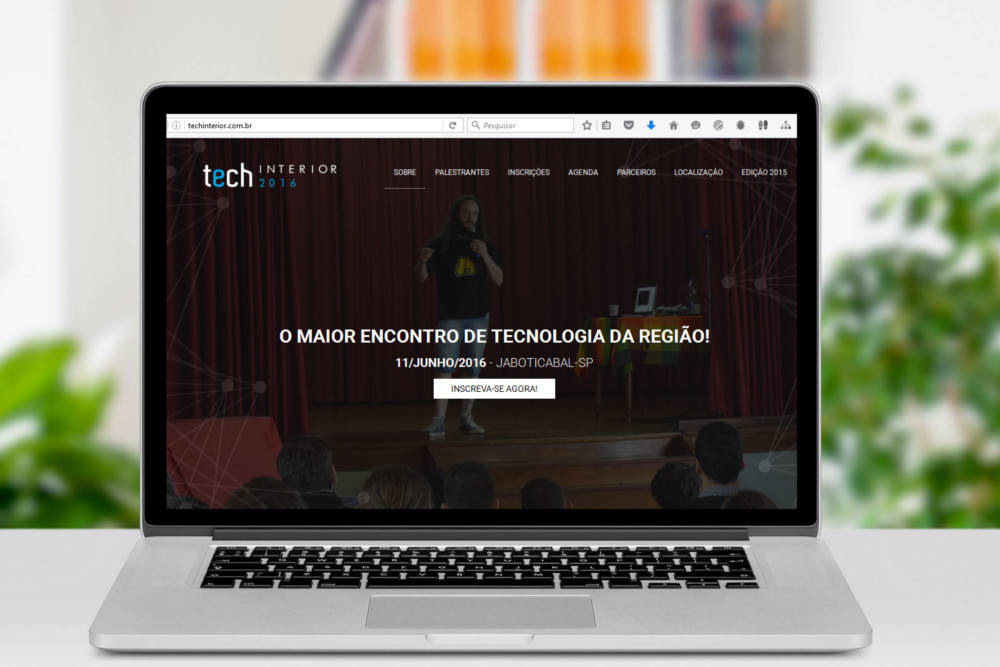 techinterior.com.br
Pesquisar
tech INTERIOR
2016
SOBRE PALESTRANTES INSCRIÇÕES AGENDA PARCEIROS LOCALIZAÇÃO EDIÇÃO 2015
O MAIOR ENCONTRO DE TECNOLOGIA DA REGIÃO!
11/JUNHO/2016 - JABOTICABAL-SP
INSCREVA-SE AGORA!